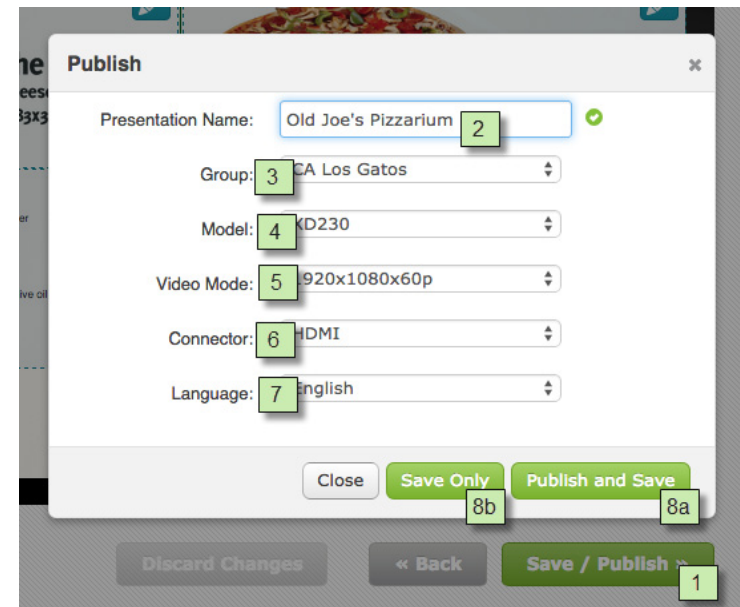 Publish ×
Presentation Name: Old Joe's Pizzarium 2
Group: 3 CA Los Gatos
Model: 4 XD230
Video Mode: 5 1920x1080x60p
Connector: 6 HDMI
Language: 7 English
Close Save Only Publish and Save
8b 8a
Discard Changes « Back Save / Publish »
1